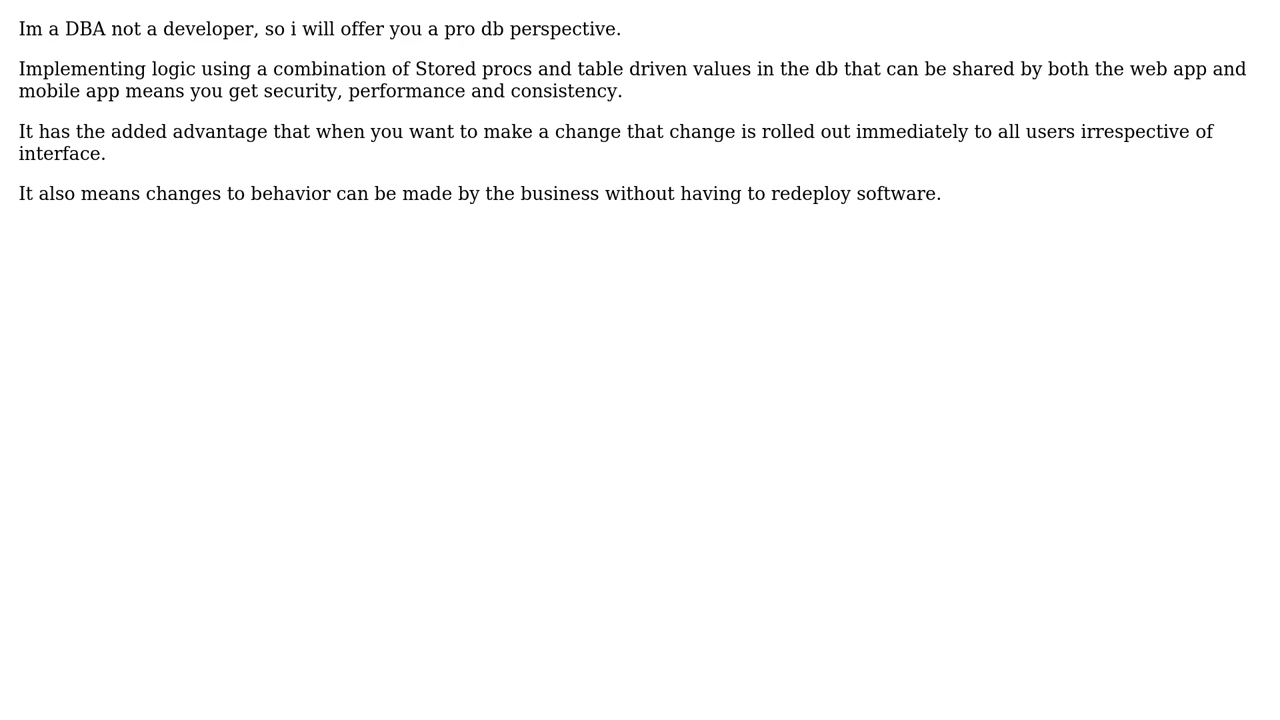 Im a DBA not a developer, so i will offer you a pro db perspective.
Implementing logic using a combination of Stored procs and table driven values in the db that can be shared by both the web app and
mobile app means you get security, performance and consistency.
It has the added advantage that when you want to make a change that change is rolled out immediately to all users irrespective of
interface.
It also means changes to behavior can be made by the business without having to redeploy software.